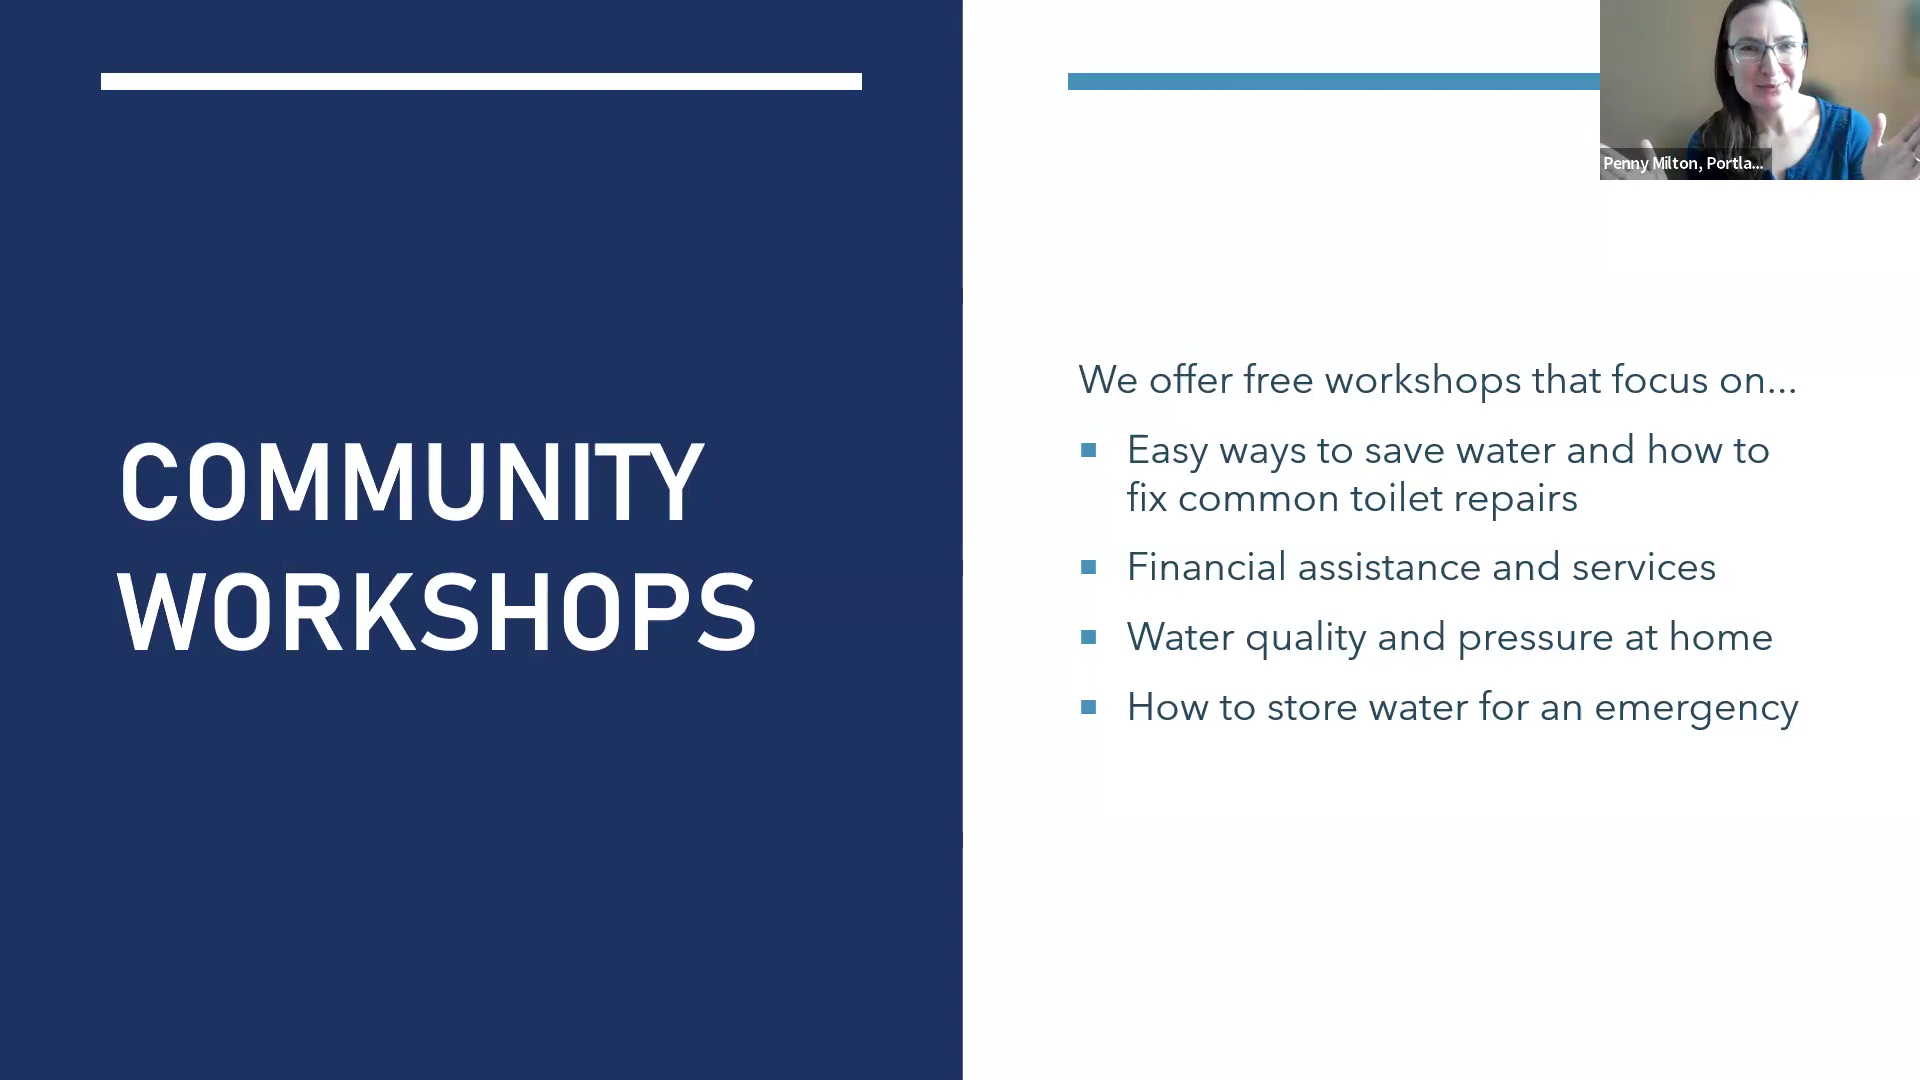 COMMUNITY
WORKSHOPS
We offer free workshops that focus on...
Easy ways to save water and how to
fix common toilet repairs
Financial assistance and services
Water quality and pressure at home
How to store water for an emergency
Penny Milton, Portla...